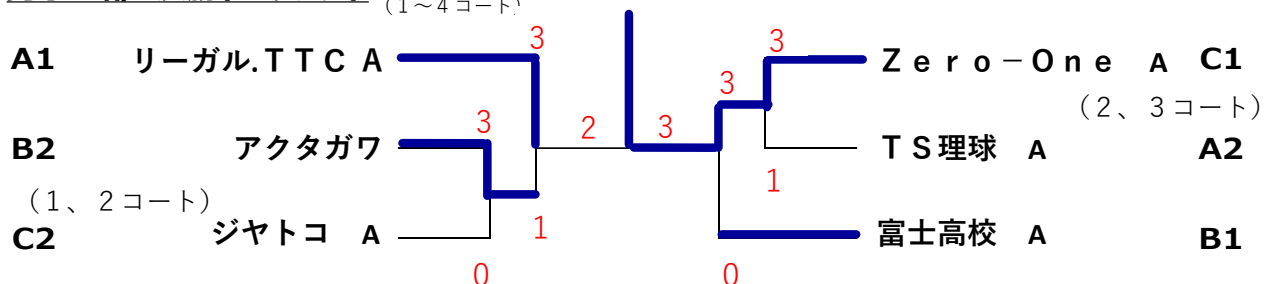 （1～4コート）
A1 リーガル.ＴＴＣ A 3 3 Ｚｅｒｏ－Ｏｎｅ A C1
3 （２、３コート）
B2 アクタガワ 3 2 3 ＴＳ理球 A A2
（１、２コート） 1
C2 ジヤトコ A 1 富士高校 A B1
0 0